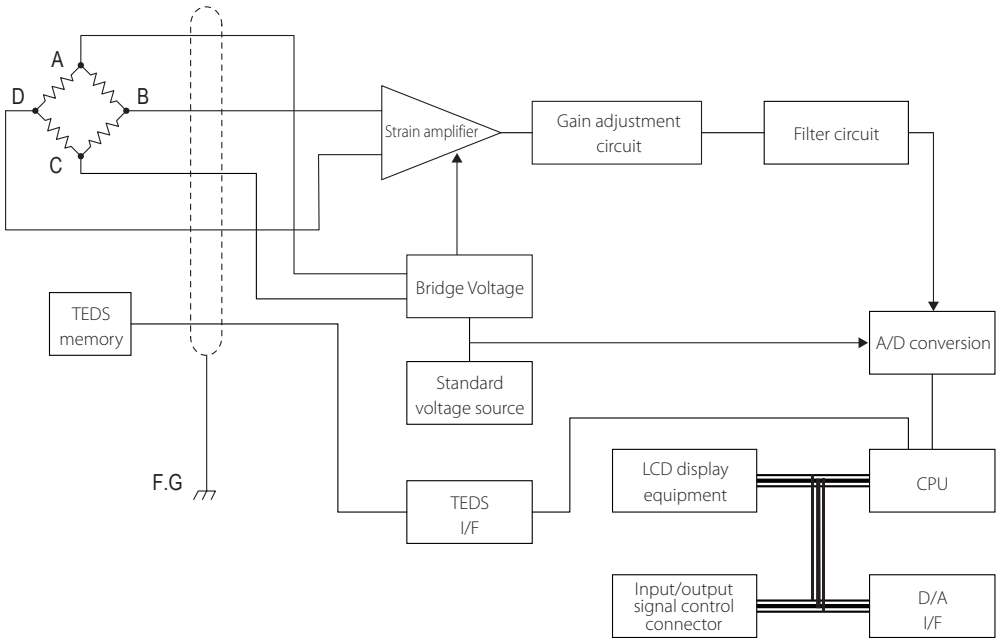 A
D
B
C
Strain amplifier
Gain adjustment
circuit
Filter circuit
Bridge Voltage
TEDS
memory
A/D conversion
Standard
voltage source
F.G
TEDS
I/F
LCD display
equipment
CPU
Input/output
signal control
connector
D/A
I/F